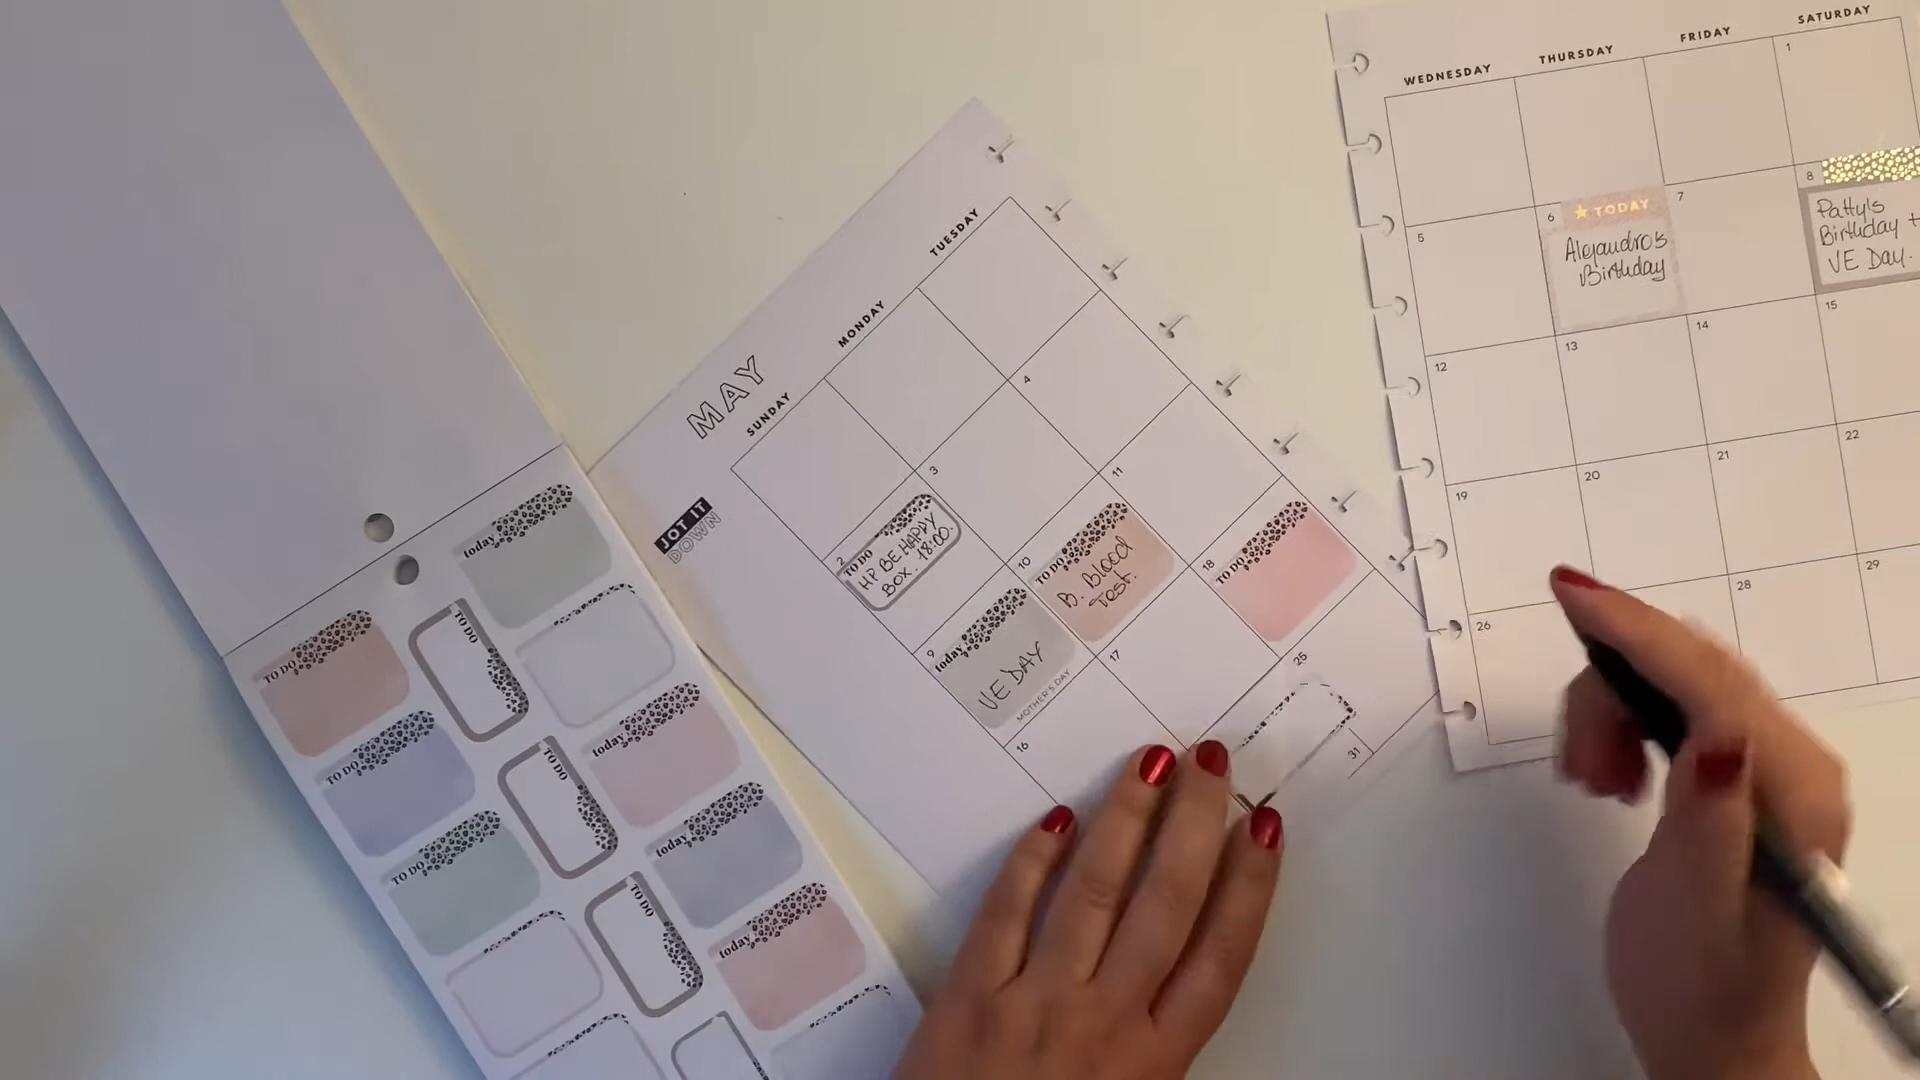 today
TO DO
TO DO
today
TO DO
TO DO
today
TO DO
TO DO
today
MAY
SUNDAY
MONDAY
TUESDAY
JOT IT
DOWN
4
3
11
2
TO DO
HP BE HAPPY
BOX. 18:00.
10
TO DO
B. Blood
Test.
18
TO DO
9
today
VE DAY
MOTHER'S DAY
17
25
16
31
WEDNESDAY
THURSDAY
FRIDAY
SATURDAY
1
5
6
TODAY
Alejandro's
Birthday
7
8
Patty's
Birthday +
VE Day.
12
13
14
15
19
20
21
22
26
28
29